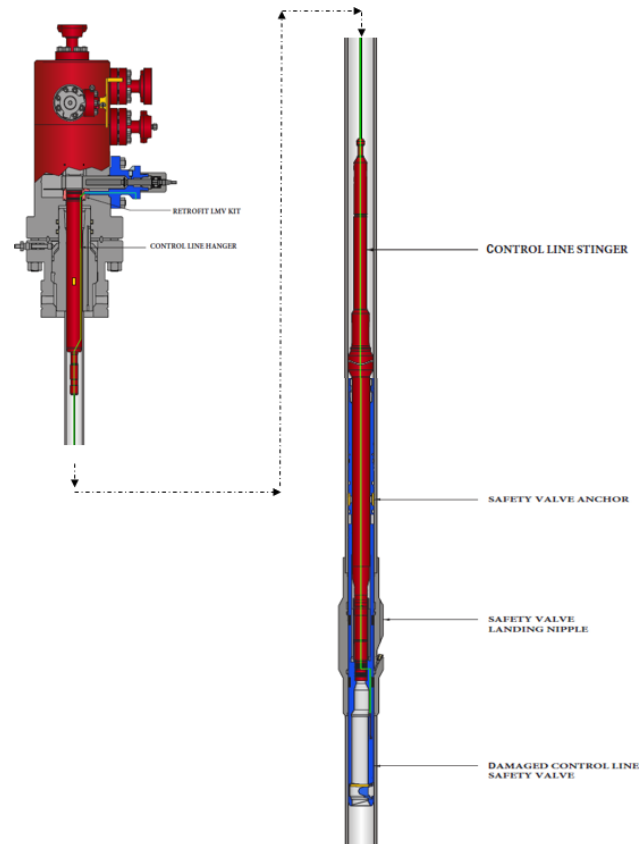 RETROFIT LMV KIT
CONTROL LINE HANGER
CONTROL LINE STINGER
SAFETY VALVE ANCHOR
SAFETY VALVE
LANDING NIPPLE
DAMAGED CONTROL LINE
SAFETY VALVE